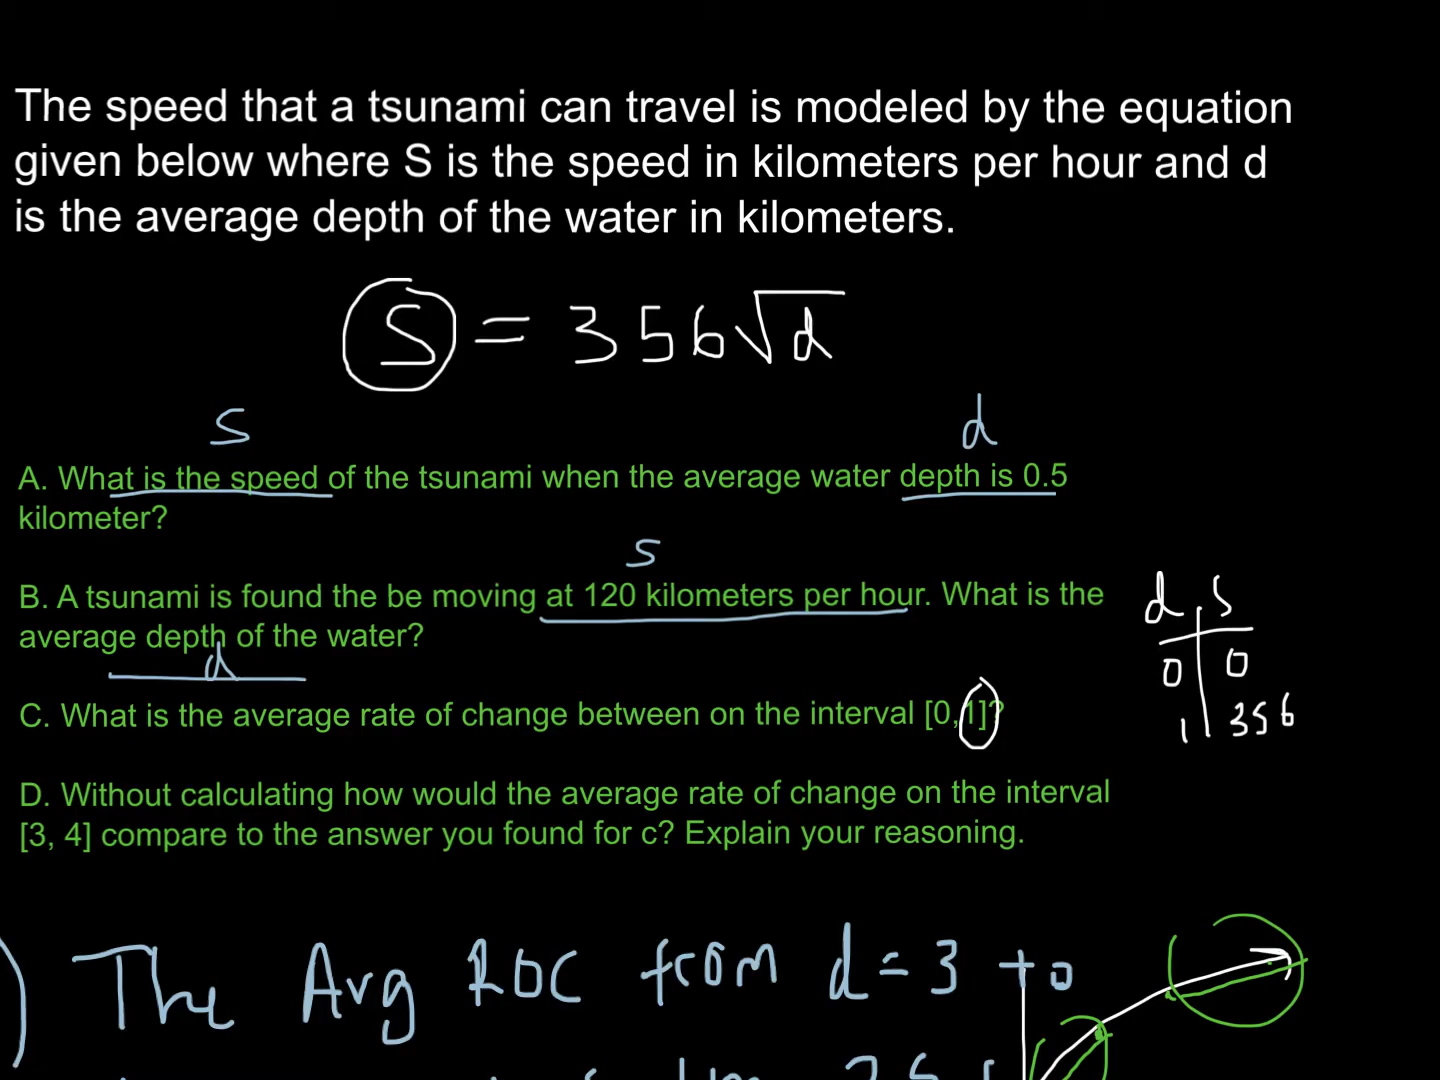 The speed that a tsunami can travel is modeled by the equation
given below where S is the speed in kilometers per hour and d
is the average depth of the water in kilometers.
S = 356√d
s d
A. What is the speed of the tsunami when the average water depth is 0.5
kilometer?
s
B. A tsunami is found the be moving at 120 kilometers per hour. What is the
average depth of the water?
d
d s
0 0
1 356
C. What is the average rate of change between on the interval [0,1]?
D. Without calculating how would the average rate of change on the interval
[3, 4] compare to the answer you found for c? Explain your reasoning.
) The Avg ROC from d = 3 to